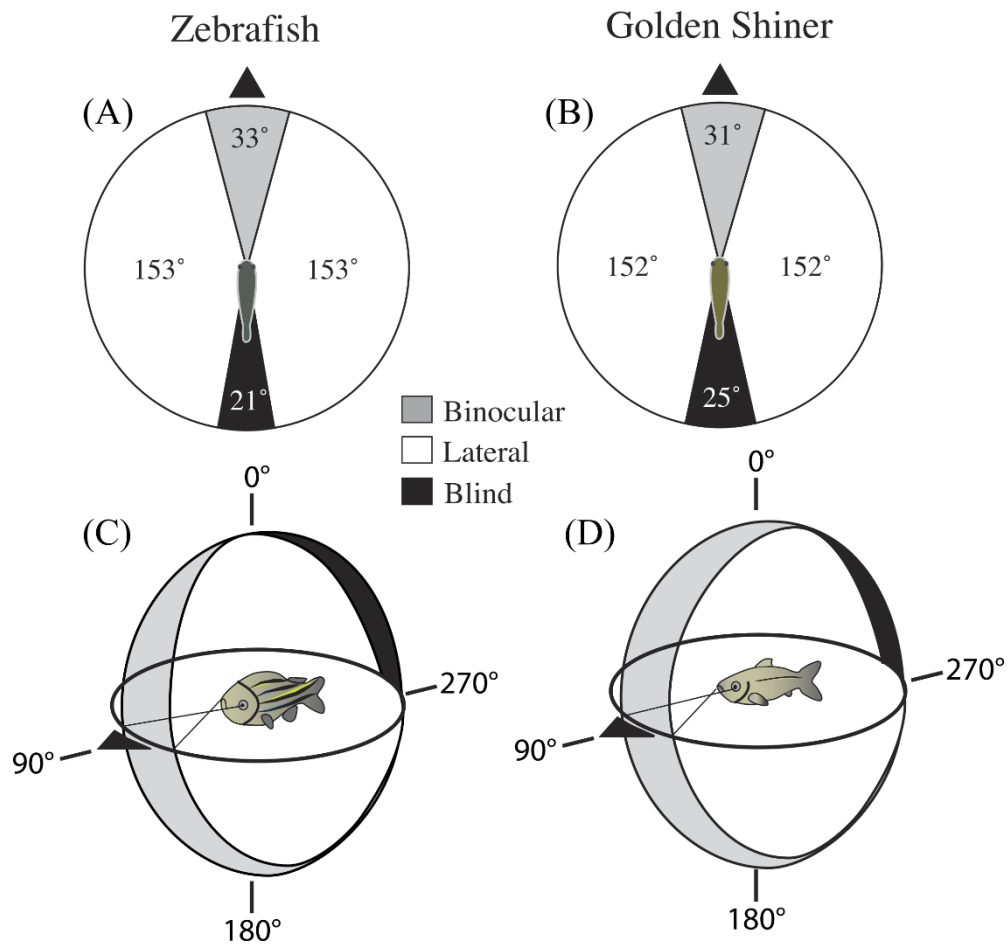 Zebrafish
Golden Shiner
(A)
33°
153°
153°
21°
(B)
31°
152°
152°
25°
Binocular
Lateral
Blind
(C)
0°
270°
90°
180°
(D)
0°
270°
90°
180°